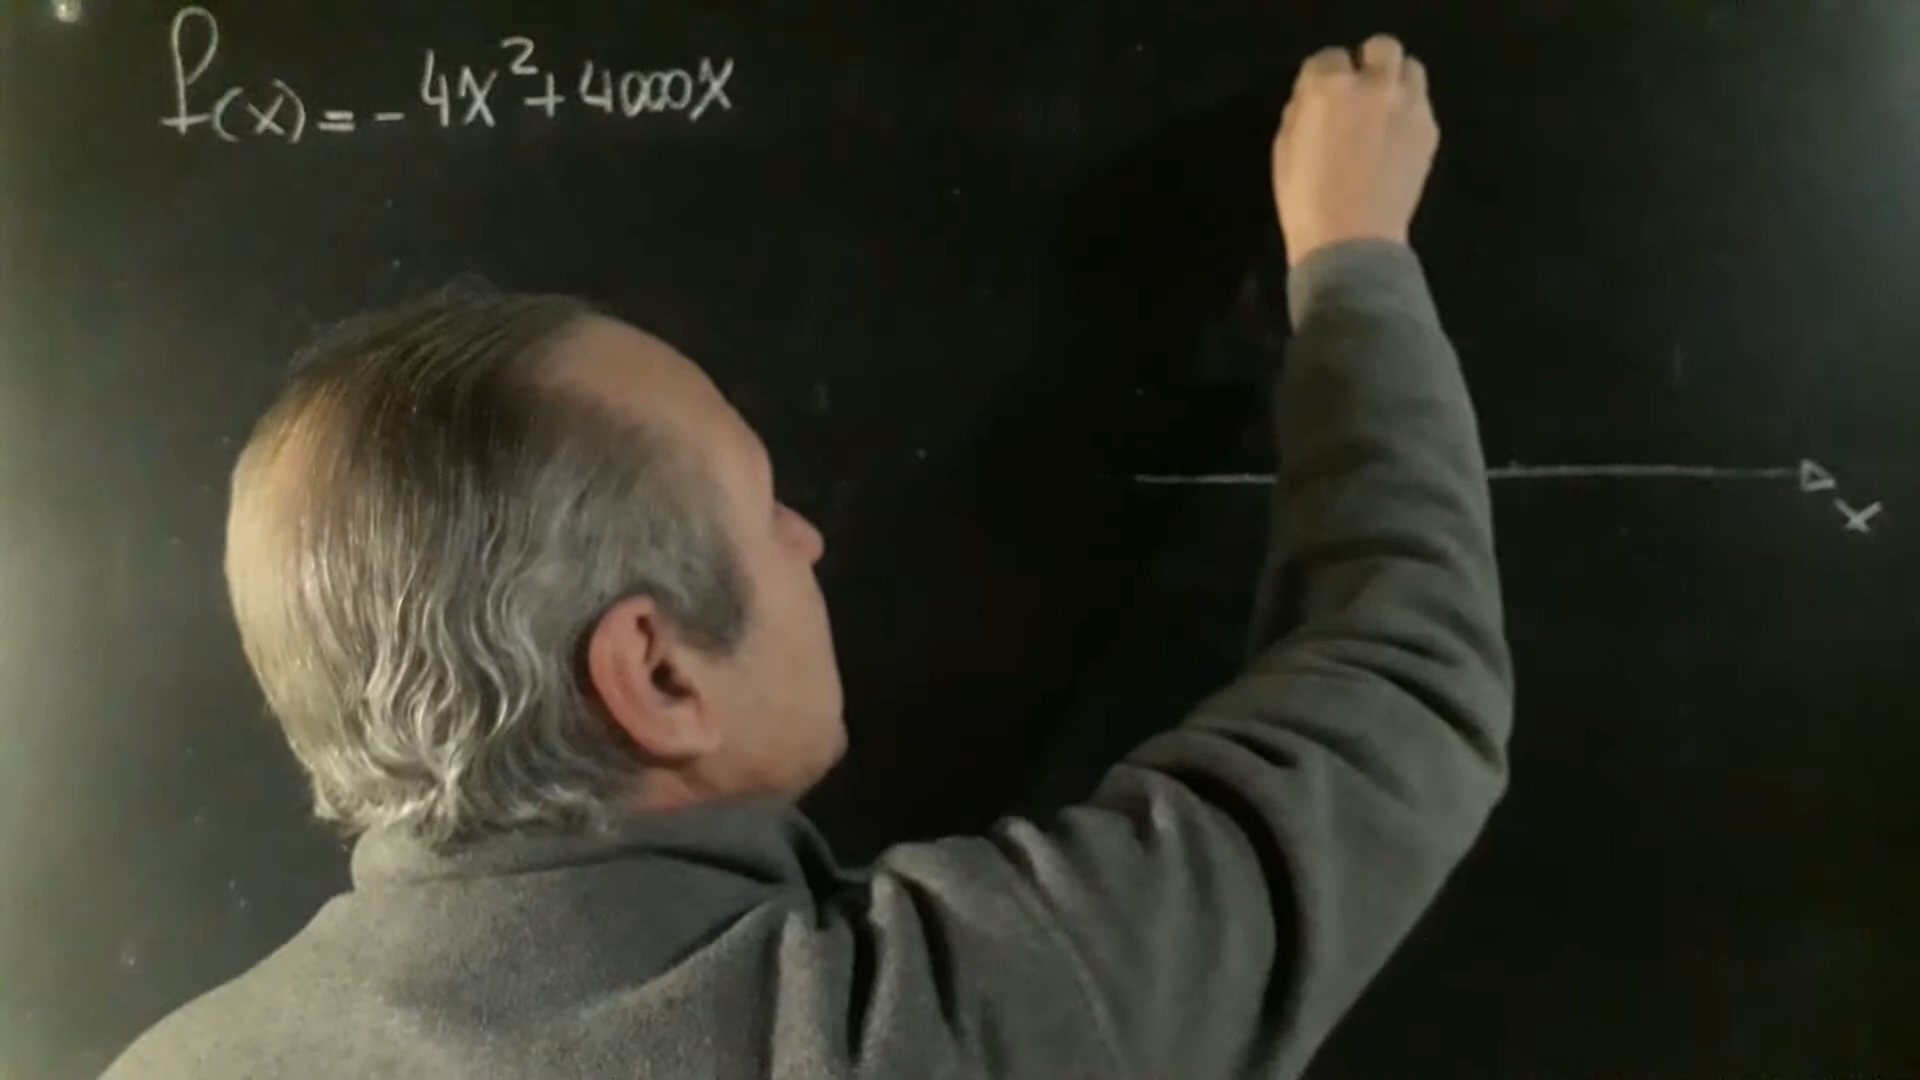 f(x) = - 4x² + 4000x
x